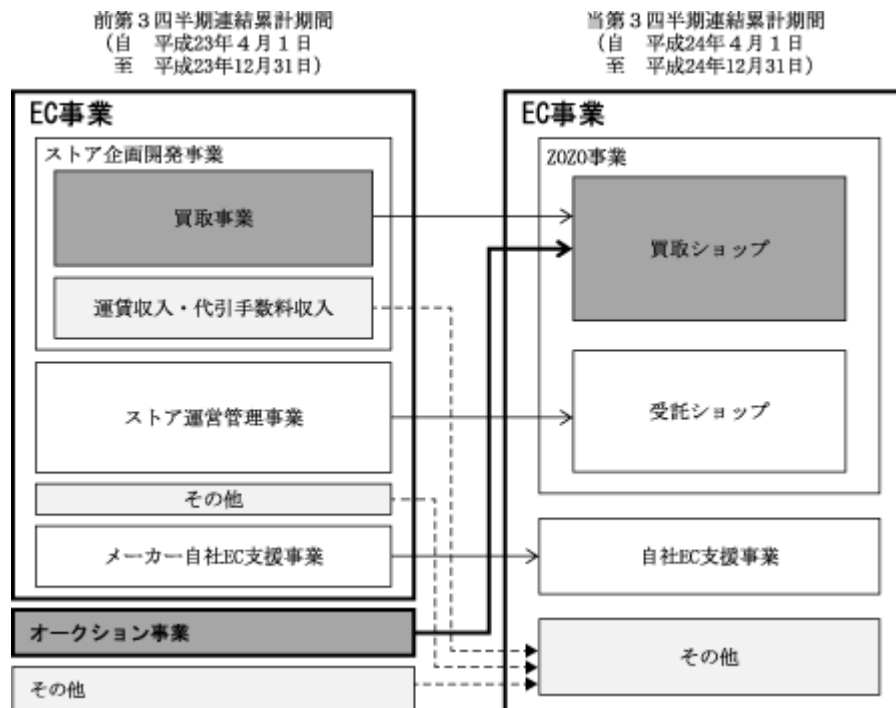 前第３四半期連結累計期間
(自　平成23年４月１日
至　平成23年12月31日)
EC事業
ストア企画開発事業
買取事業
運賃収入・代引手数料収入
ストア運営管理事業
その他
メーカー自社EC支援事業
オークション事業
その他
当第３四半期連結累計期間
(自　平成24年４月１日
至　平成24年12月31日)
EC事業
ZOZO事業
買取ショップ
受託ショップ
自社EC支援事業
その他